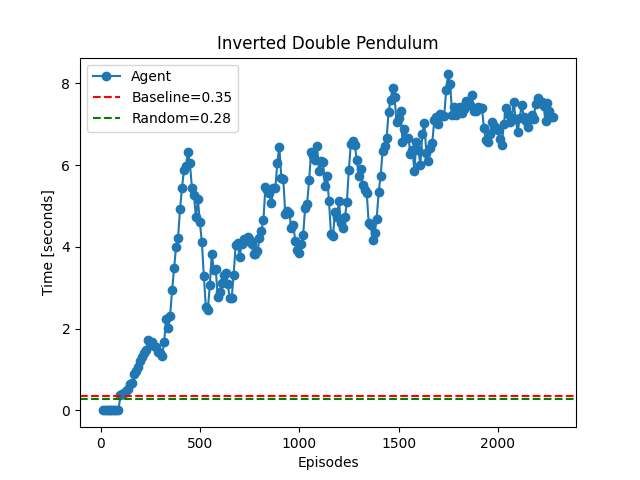 Inverted Double Pendulum
Agent
Baseline=0.35
Random=0.28
Time [seconds]
8
6
4
2
0
0 500 1000 1500 2000
Episodes